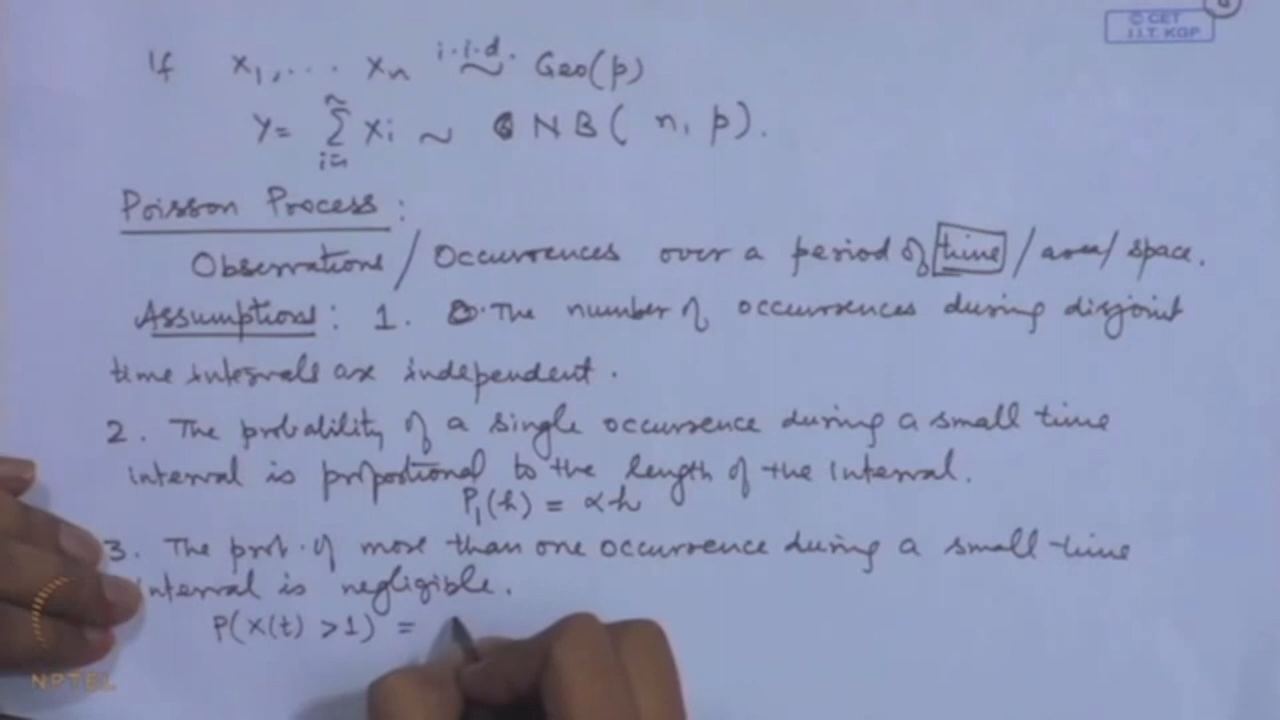 © CET
I.I.T. KGP
If X1, ... Xn i.i.d. ~ Geo(p)
Y = n Σ i=1 Xi ~ NB( n, p).
Poisson Process :
Observations / Occurrences over a period of time / area / space.
Assumptions : 1. The number of occurrences during disjoint
time intervals are independent.
2. The probability of a single occurrence during a small time
interval is proportional to the length of the interval.
P1(h) = αh
3. The prob. of more than one occurrence during a small time
interval is negligible.
P(X(t) >1) =
NPTEL